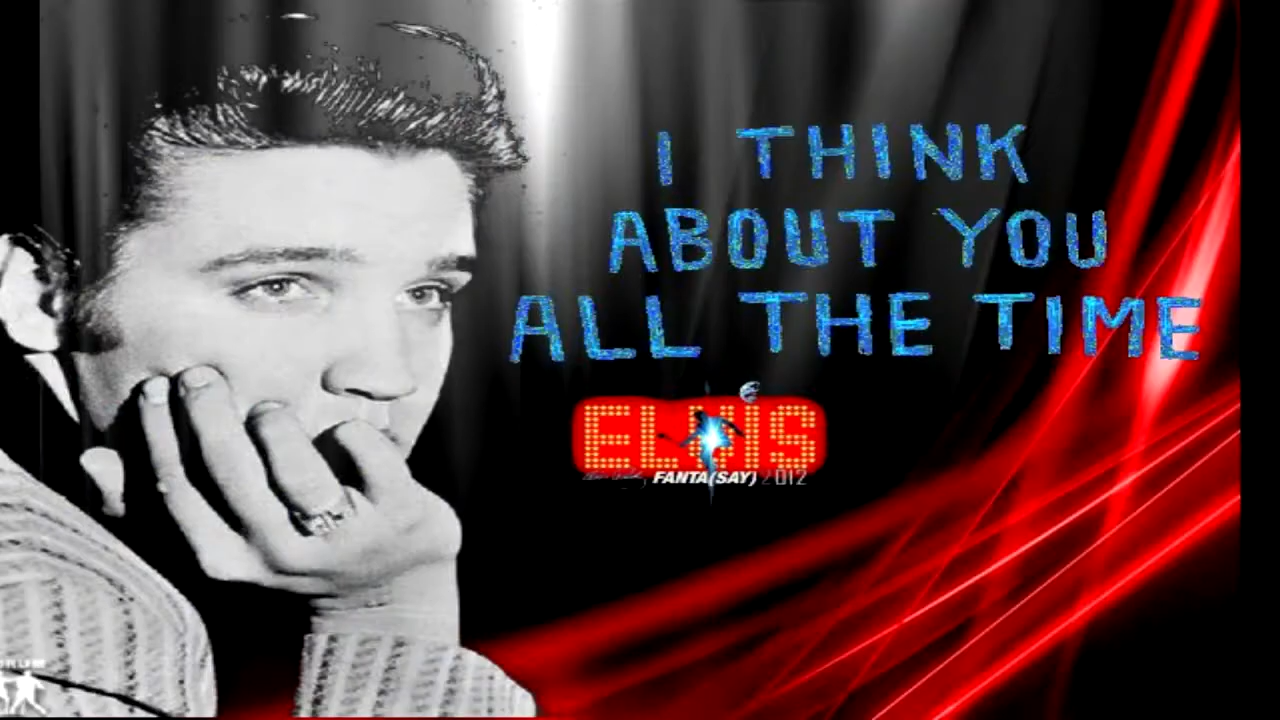 I THINK
ABOUT YOU
ALL THE TIME
ELVIS
FANTA(SAY) 2012